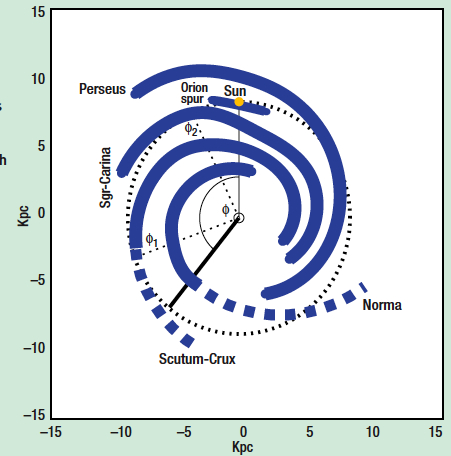 15
10
5
0
−5
−10
−15
Kpc
s
h
Perseus
Orion
spur
Sun
ϕ2
Sgr-Carina
ϕ
ϕ1
Norma
Scutum-Crux
−15
−10
−5
0
5
10
15
Kpc